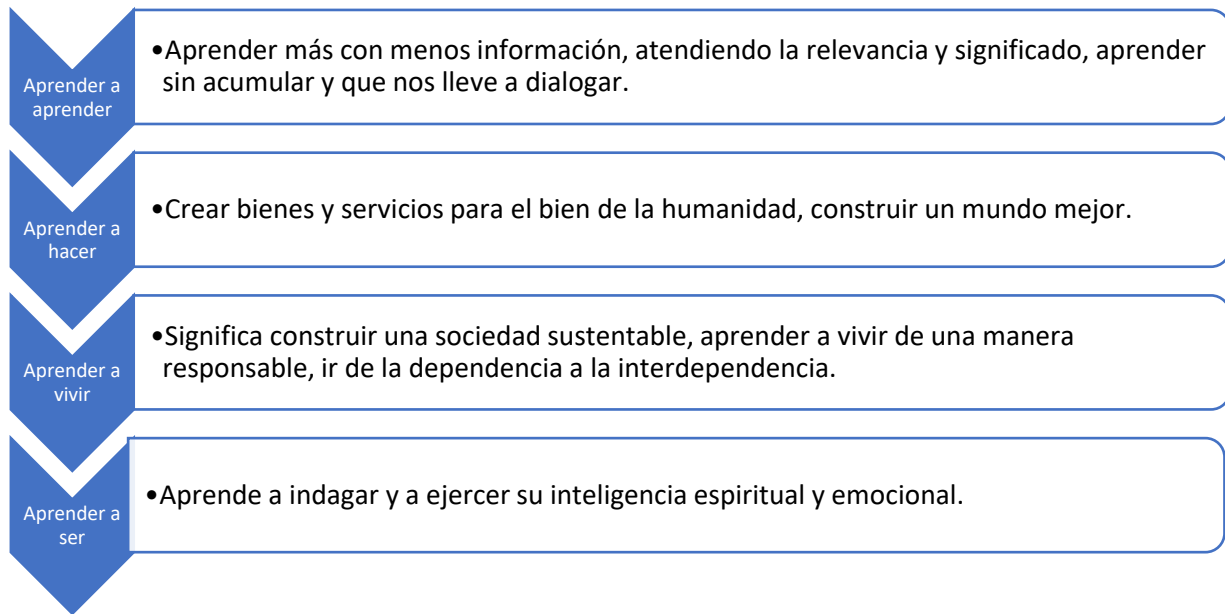 Aprender a
aprender
•Aprender más con menos información, atendiendo la relevancia y significado, aprender
sin acumular y que nos lleve a dialogar.
Aprender a
hacer
•Crear bienes y servicios para el bien de la humanidad, construir un mundo mejor.
Aprender a
vivir
•Significa construir una sociedad sustentable, aprender a vivir de una manera
responsable, ir de la dependencia a la interdependencia.
Aprender a
ser
•Aprende a indagar y a ejercer su inteligencia espiritual y emocional.